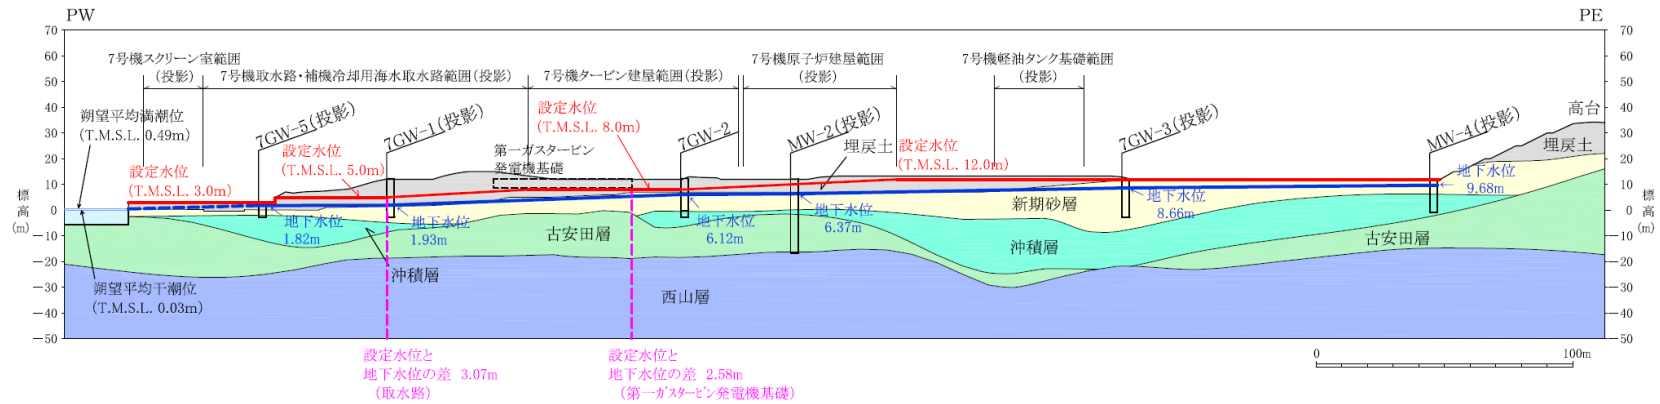 PW
PE
70
60
50
40
30
20
10
0
−10
−20
−30
−40
−50
標高(m)
70
60
50
40
30
20
10
0
−10
−20
−30
−40
−50
標高(m)
7号機スクリーン室範囲
(投影)
7号機取水路・補機冷却用海水取水路範囲(投影)
7号機タービン建屋範囲(投影)
7号機原子炉建屋範囲
(投影)
7号機軽油タンク基礎範囲
(投影)
朔望平均満潮位
(T.M.S.L. 0.49m)
7GW-5(投影)
7GW-1(投影)
設定水位
(T.M.S.L. 8.0m)
7GW-2
MW-2(投影)
7GW-3(投影)
MW-4(投影)
高台
埋戻土
設定水位
(T.M.S.L. 3.0m)
設定水位
(T.M.S.L. 5.0m)
第一ガスタービン
発電機基礎
埋戻土
設定水位
(T.M.S.L. 12.0m)
地下水位
9.68m
地下水位
1.82m
地下水位
1.93m
地下水位
6.12m
地下水位
6.37m
新期砂層
地下水位
8.66m
古安田層
沖積層
古安田層
沖積層
朔望平均干潮位
(T.M.S.L. 0.03m)
西山層
設定水位と
地下水位の差 3.07m
(取水路)
設定水位と
地下水位の差 2.58m
(第一ガスタービン発電機基礎)
0
100m